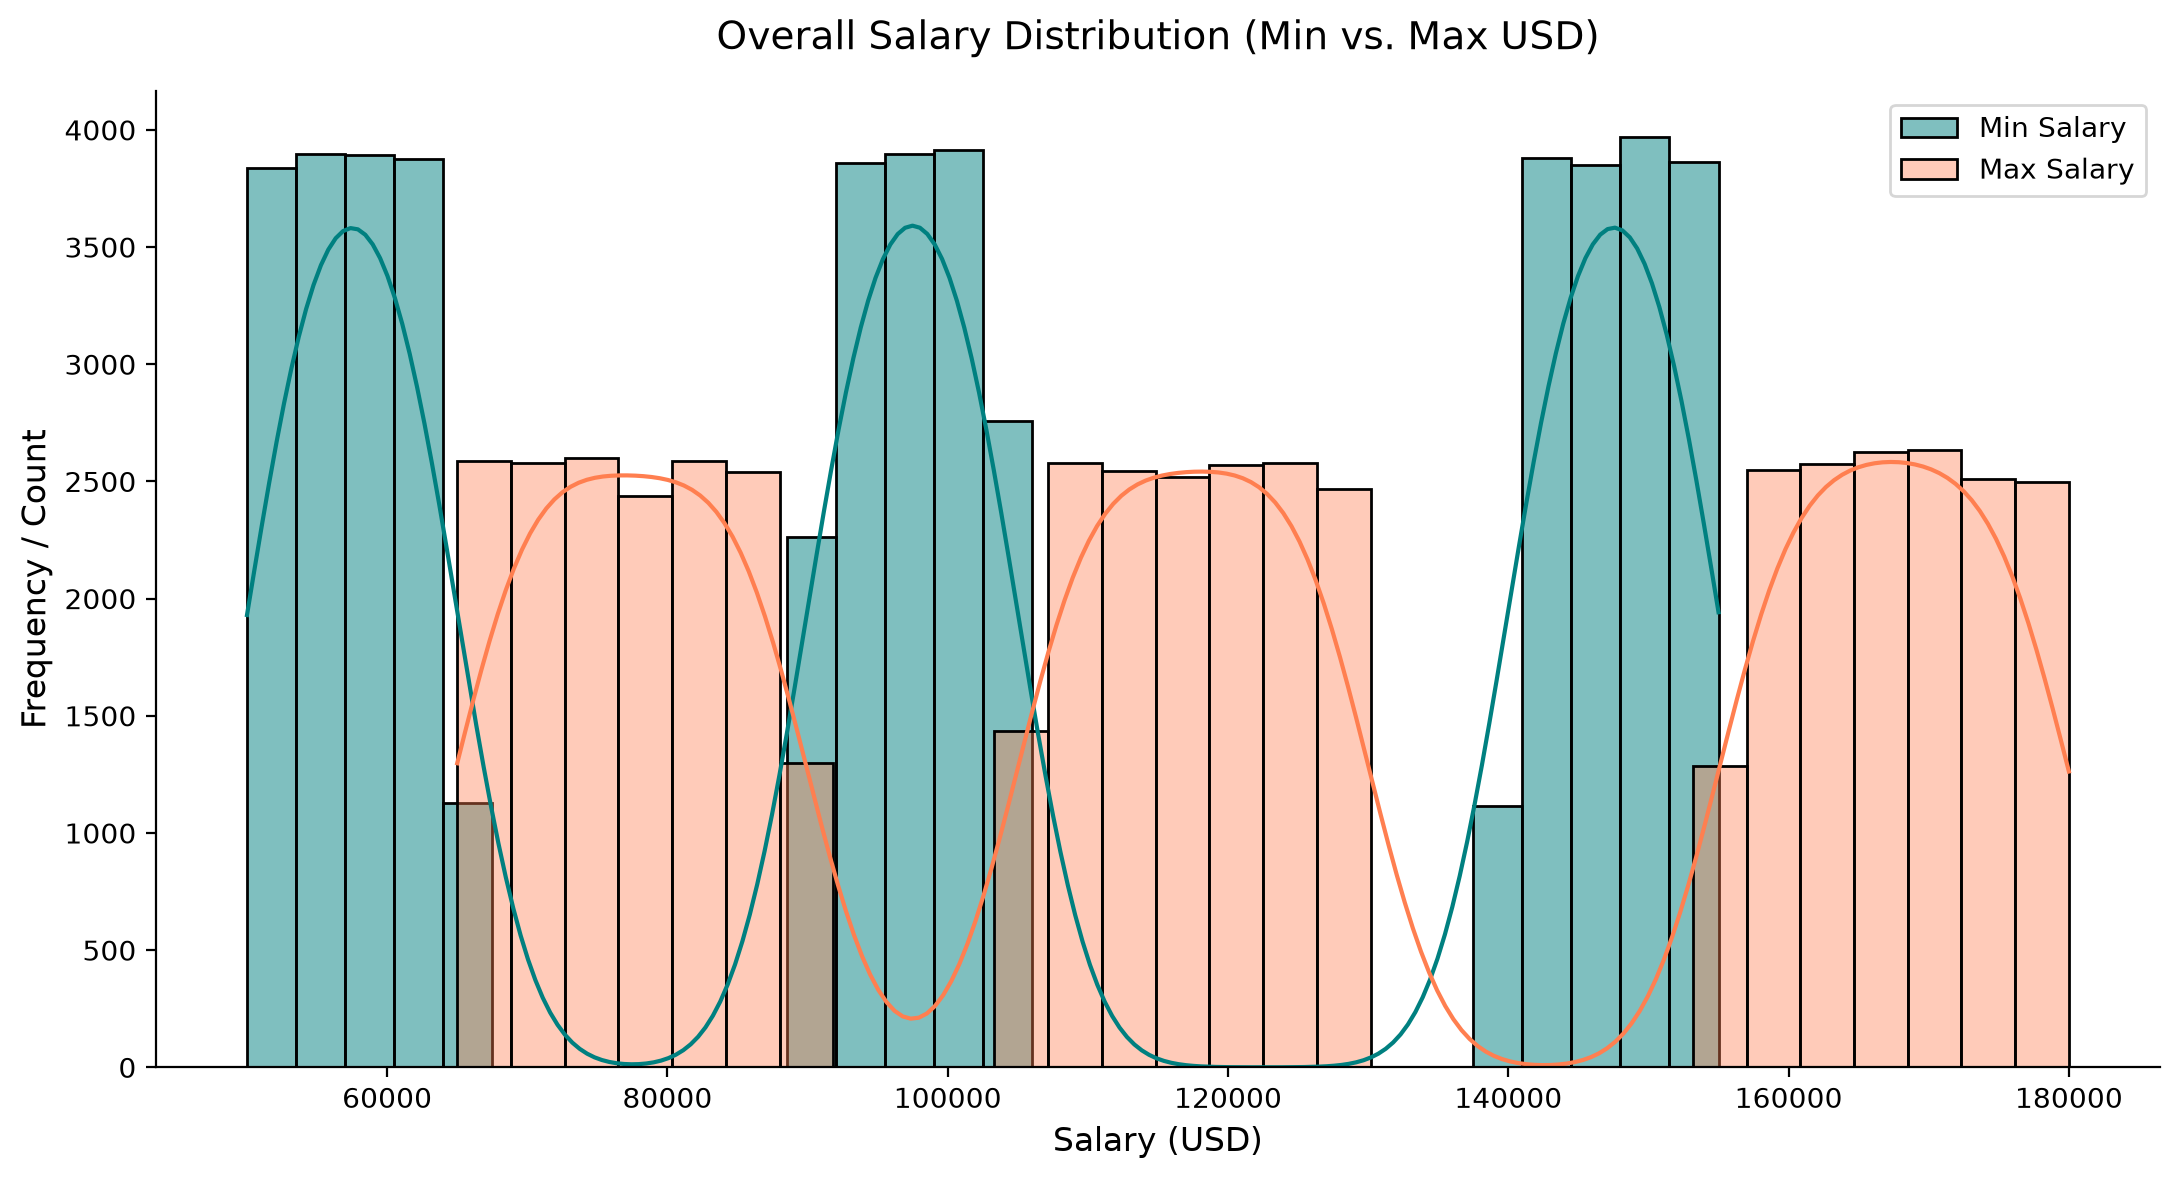 Overall Salary Distribution (Min vs. Max USD)
Min Salary
Max Salary
Frequency / Count
4000
3500
3000
2500
2000
1500
1000
500
0
60000 80000 100000 120000 140000 160000 180000
Salary (USD)